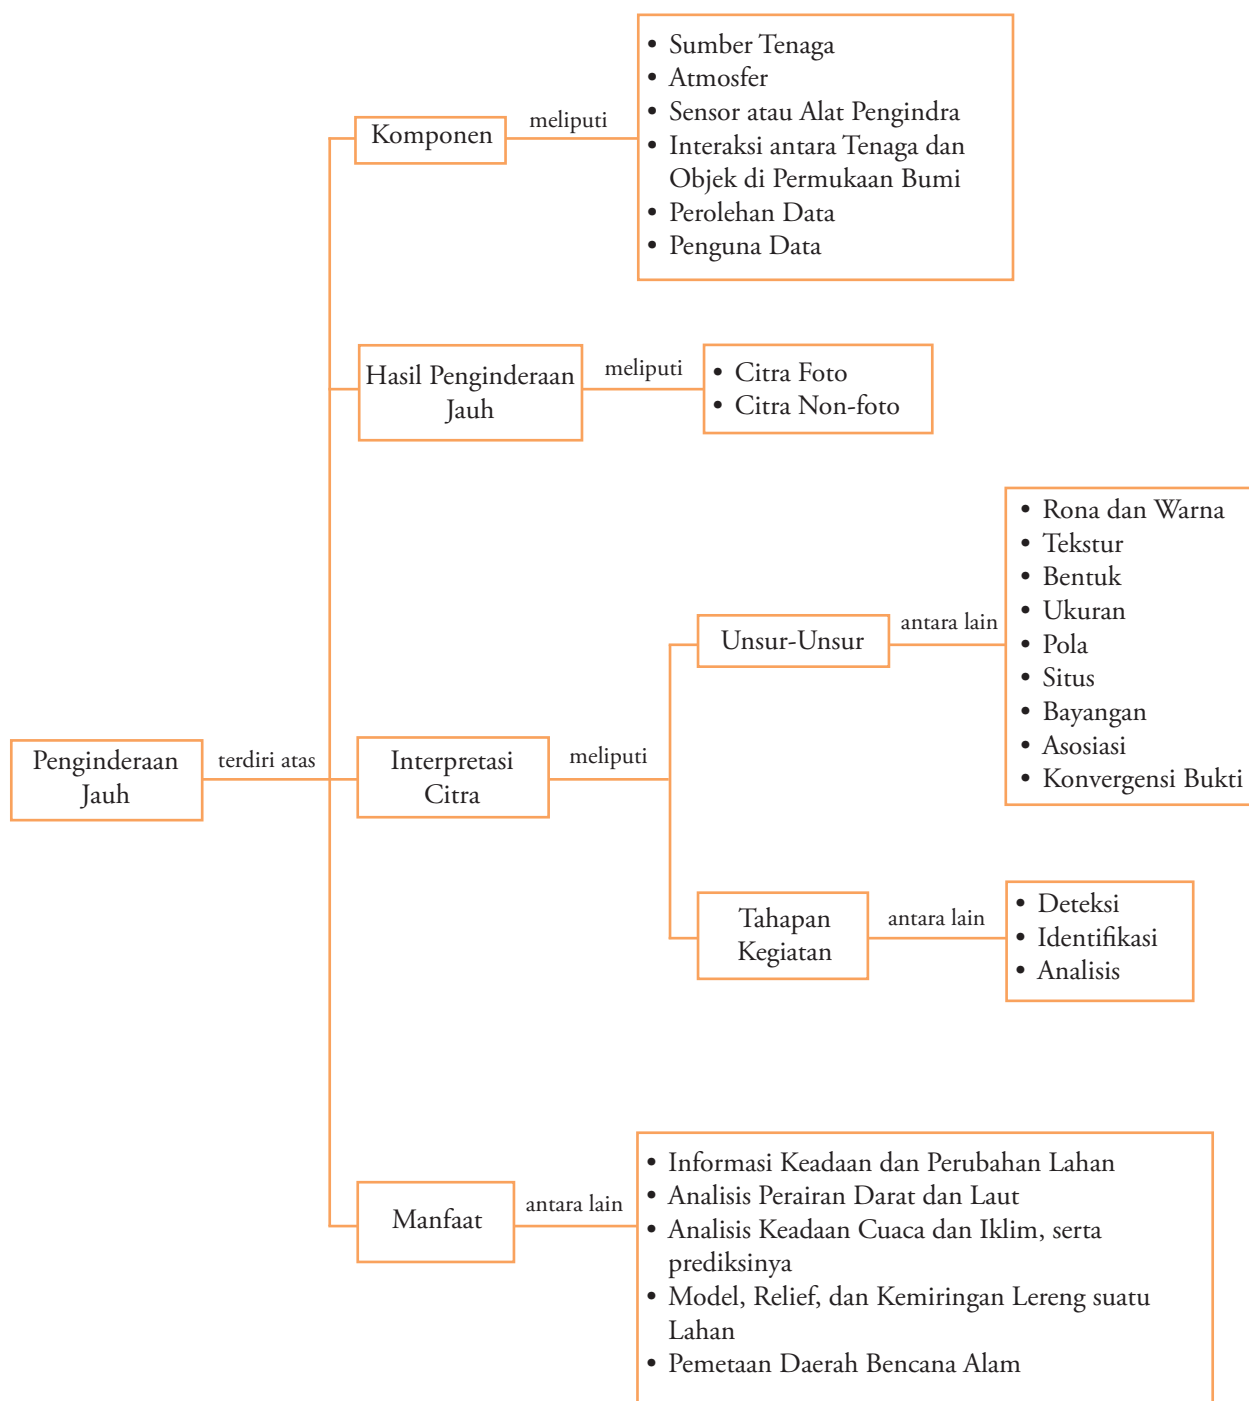 Penginderaan
Jauh
terdiri atas
Komponen
meliputi
• Sumber Tenaga
• Atmosfer
• Sensor atau Alat Pengindra
• Interaksi antara Tenaga dan
Objek di Permukaan Bumi
• Perolehan Data
• Penguna Data
Hasil Penginderaan
Jauh
meliputi
• Citra Foto
• Citra Non-foto
Interpretasi
Citra
meliputi
Unsur-Unsur
antara lain
• Rona dan Warna
• Tekstur
• Bentuk
• Ukuran
• Pola
• Situs
• Bayangan
• Asosiasi
• Konvergensi Bukti
Tahapan
Kegiatan
antara lain
• Deteksi
• Identifikasi
• Analisis
Manfaat
antara lain
• Informasi Keadaan dan Perubahan Lahan
• Analisis Perairan Darat dan Laut
• Analisis Keadaan Cuaca dan Iklim, serta
prediksinya
• Model, Relief, dan Kemiringan Lereng suatu
Lahan
• Pemetaan Daerah Bencana Alam